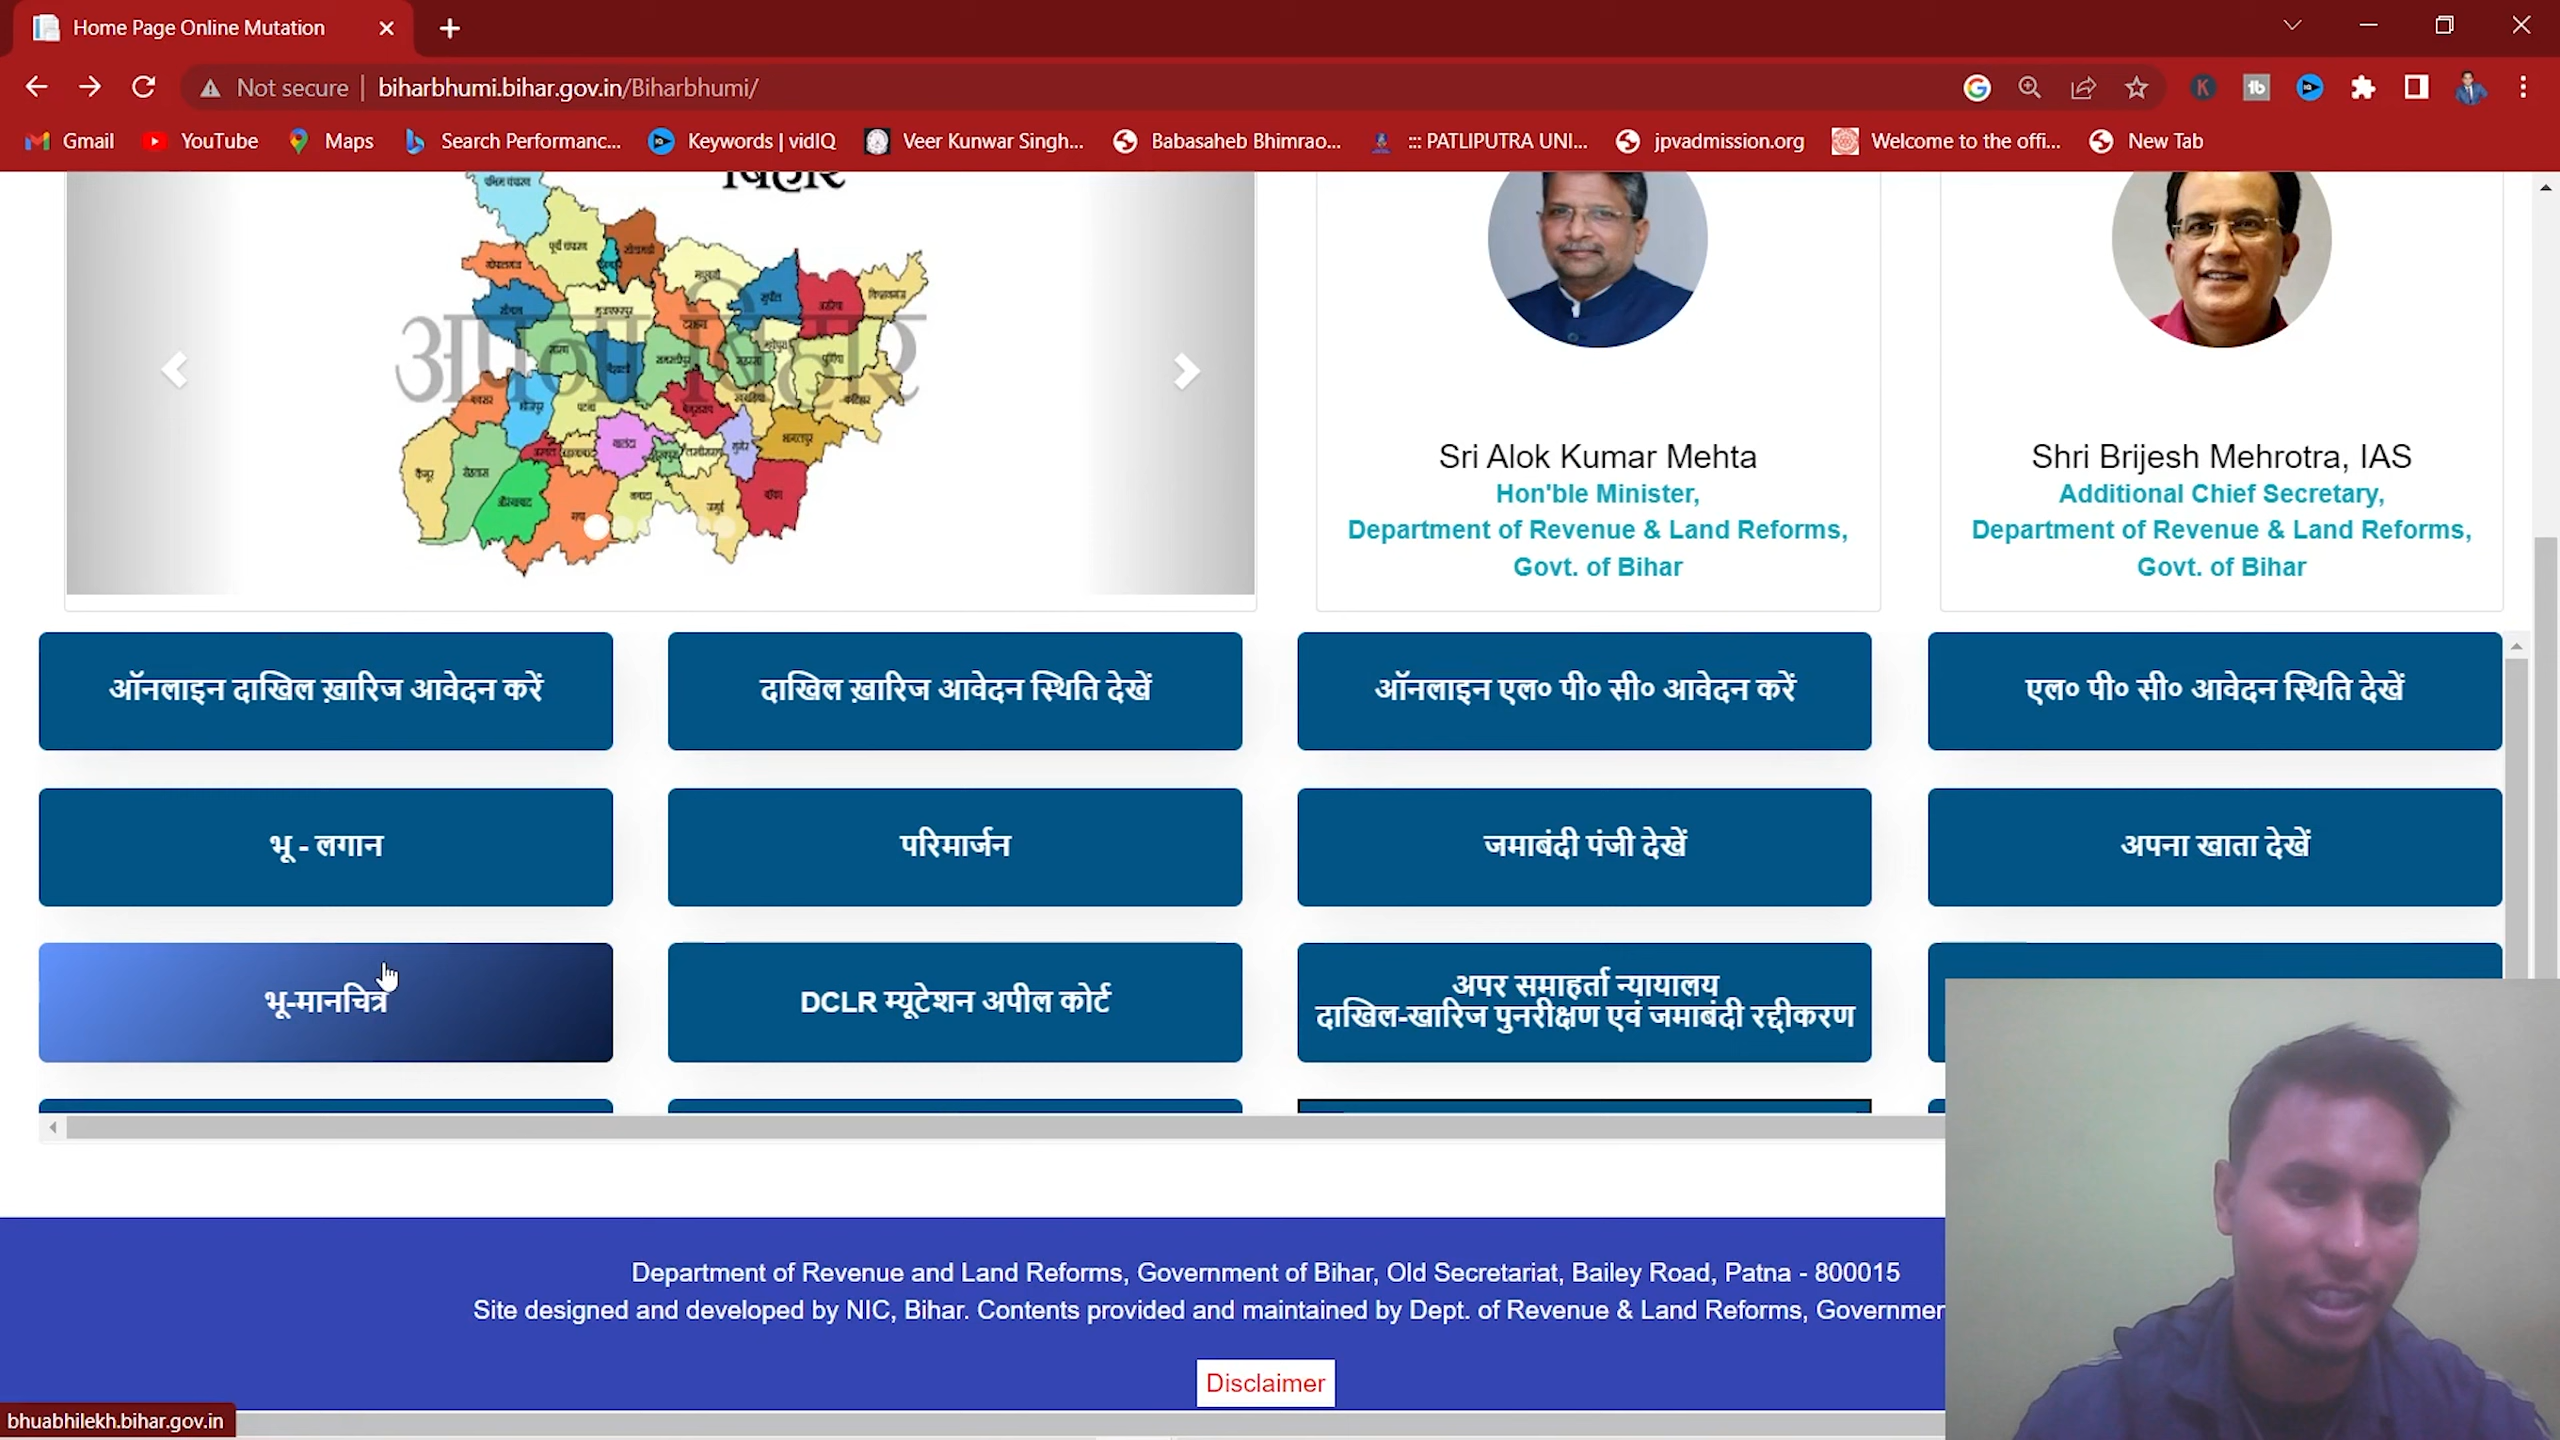 Home Page Online Mutation
Not secure
biharbhumi.bihar.gov.in/Biharbhumi/
Gmail
YouTube
Maps
Search Performanc...
Keywords | vidIQ
Veer Kunwar Singh...
Babasaheb Bhimrao...
::: PATLIPUTRA UNI...
jpvadmission.org
Welcome to the offi...
New Tab
बिहार
अपना बिहार
Sri Alok Kumar Mehta
Hon'ble Minister,
Department of Revenue & Land Reforms,
Govt. of Bihar
Shri Brijesh Mehrotra, IAS
Additional Chief Secretary,
Department of Revenue & Land Reforms,
Govt. of Bihar
ऑनलाइन दाखिल ख़ारिज आवेदन करें
दाखिल ख़ारिज आवेदन स्थिति देखें
ऑनलाइन एल० पी० सी० आवेदन करें
एल० पी० सी० आवेदन स्थिति देखें
भू - लगान
परिमार्जन
जमाबंदी पंजी देखें
अपना खाता देखें
भू-मानचित्र
DCLR म्यूटेशन अपील कोर्ट
अपर समाहर्ता न्यायालय
दाखिल-खारिज पुनरीक्षण एवं जमाबंदी रद्दीकरण
Department of Revenue and Land Reforms, Government of Bihar, Old Secretariat, Bailey Road, Patna - 800015
Site designed and developed by NIC, Bihar. Contents provided and maintained by Dept. of Revenue & Land Reforms, Governmen
Disclaimer
bhuabhilekh.bihar.gov.in